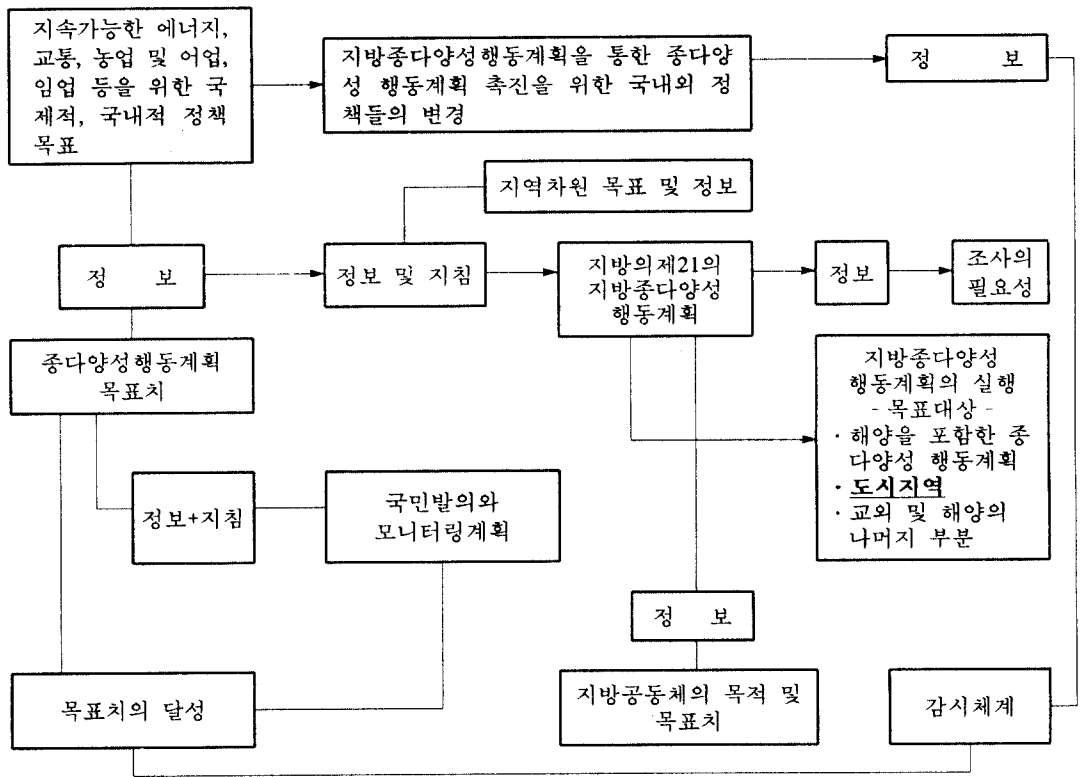 지속가능한 에너지,
교통, 농업 및 어업,
임업 등을 위한 국
제적, 국내적 정책
목표
지방종다양성행동계획을 통한 종다양
성 행동계획 촉진을 위한 국내외 정
책들의 변경
정 보
지역차원 목표 및 정보
정 보
정보 및 지침
지방의제21의
지방종다양성
행동계획
정보
조사의
필요성
종다양성행동계획
목표치
지방종다양성
행동계획의 실행
- 목표대상 -
· 해양을 포함한 종
다양성 행동계획
· 도시지역
· 교외 및 해양의
나머지 부분
정보+지침
국민발의와
모니터링계획
정 보
목표치의 달성
지방공동체의 목적 및
목표치
감시체계